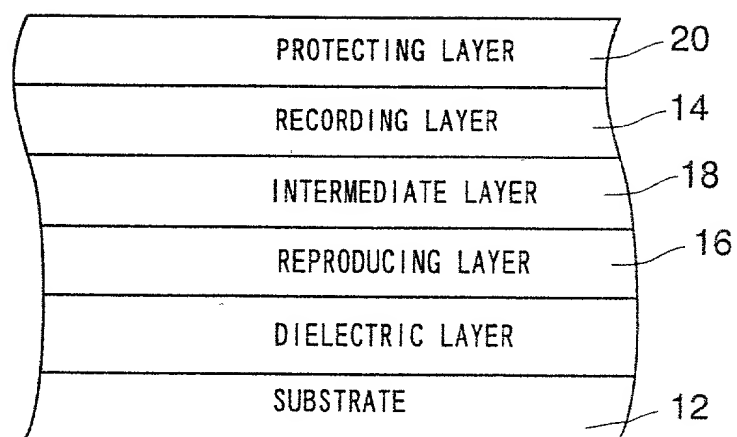 PROTECTING LAYER 20
RECORDING LAYER 14
INTERMEDIATE LAYER 18
REPRODUCING LAYER 16
DIELECTRIC LAYER
SUBSTRATE 12